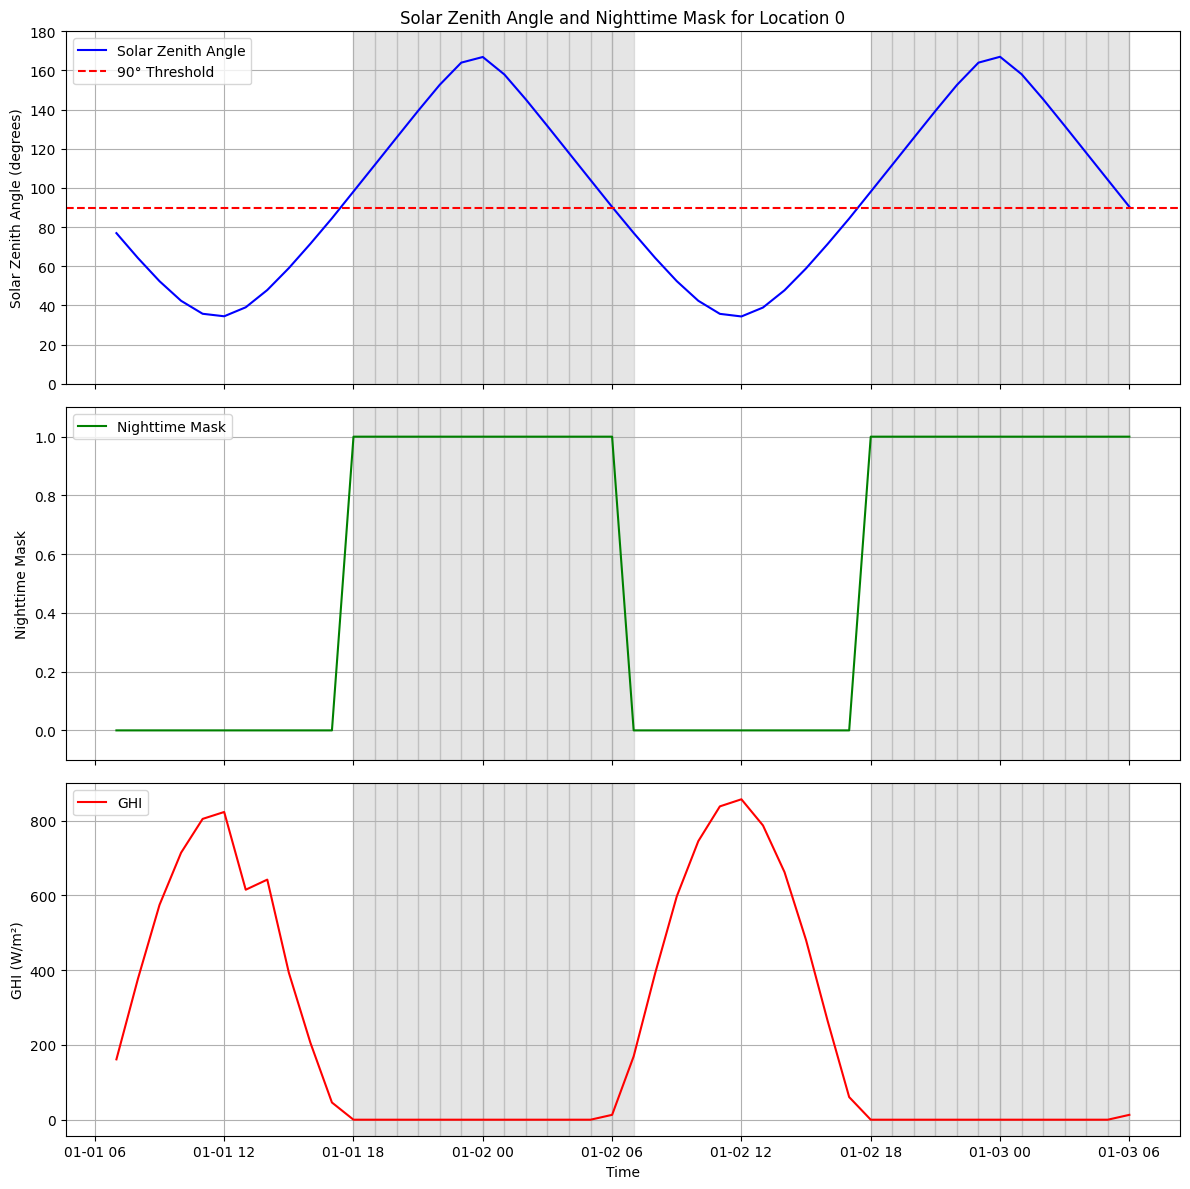 Solar Zenith Angle and Nighttime Mask for Location 0
Solar Zenith Angle
90° Threshold
Solar Zenith Angle (degrees)
180
160
140
120
100
80
60
40
20
0
Nighttime Mask
Nighttime Mask
1.0
0.8
0.6
0.4
0.2
0.0
GHI
GHI (W/m²)
800
600
400
200
0
01-01 06 01-01 12 01-01 18 01-02 00 01-02 06 01-02 12 01-02 18 01-03 00 01-03 06
Time